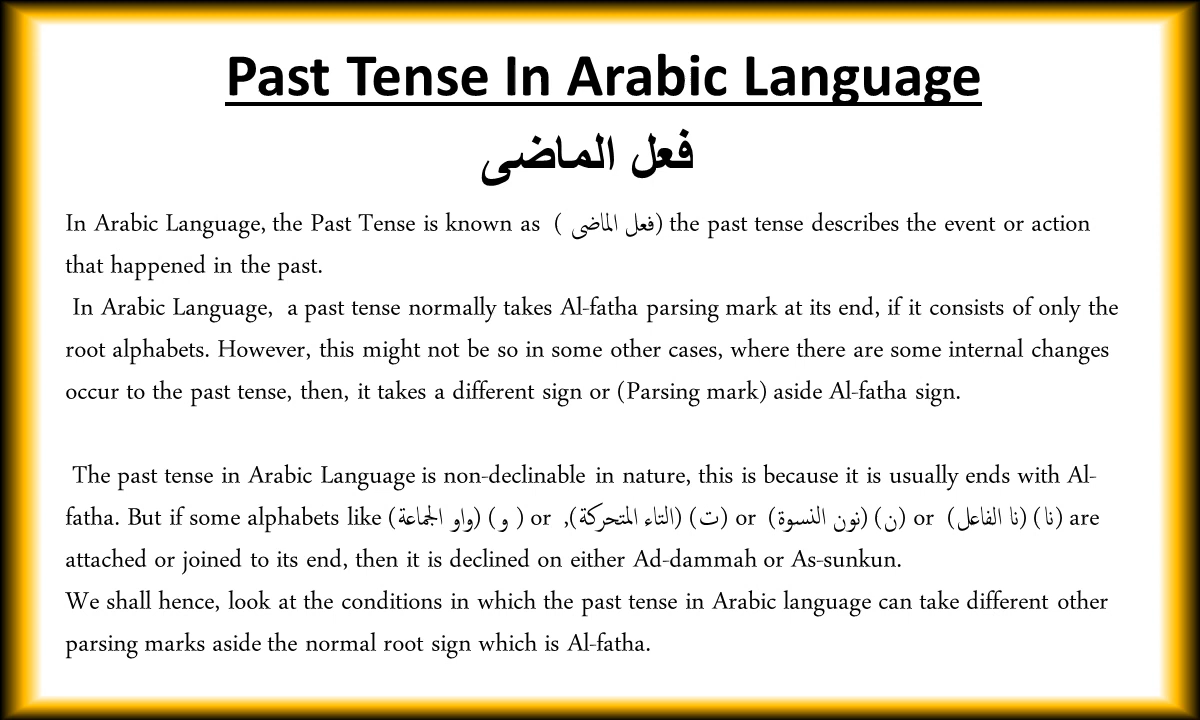 Past Tense In Arabic Language
فعل الماضى
In Arabic Language, the Past Tense is known as ( فعل الماضى) the past tense describes the event or action
that happened in the past.
In Arabic Language, a past tense normally takes Al-fatha parsing mark at its end, if it consists of only the
root alphabets. However, this might not be so in some other cases, where there are some internal changes
occur to the past tense, then, it takes a different sign or (Parsing mark) aside Al-fatha sign.
The past tense in Arabic Language is non-declinable in nature, this is because it is usually ends with Al-
fatha. But if some alphabets like (واو الجماعة) (و ) or ,(التاء المتحركة) (ت) or (نون النسوة) (ن) or (نا الفاعل) (نا) are
attached or joined to its end, then it is declined on either Ad-dammah or As-sunkun.
We shall hence, look at the conditions in which the past tense in Arabic language can take different other
parsing marks aside the normal root sign which is Al-fatha.